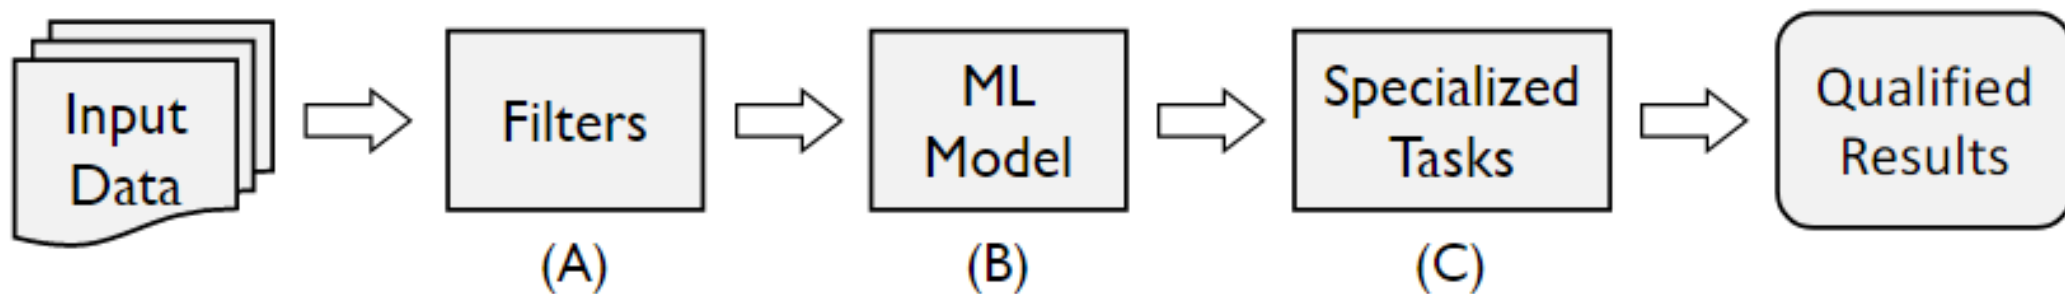 Input
Data
Filters
(A)
ML
Model
(B)
Specialized
Tasks
(C)
Qualified
Results